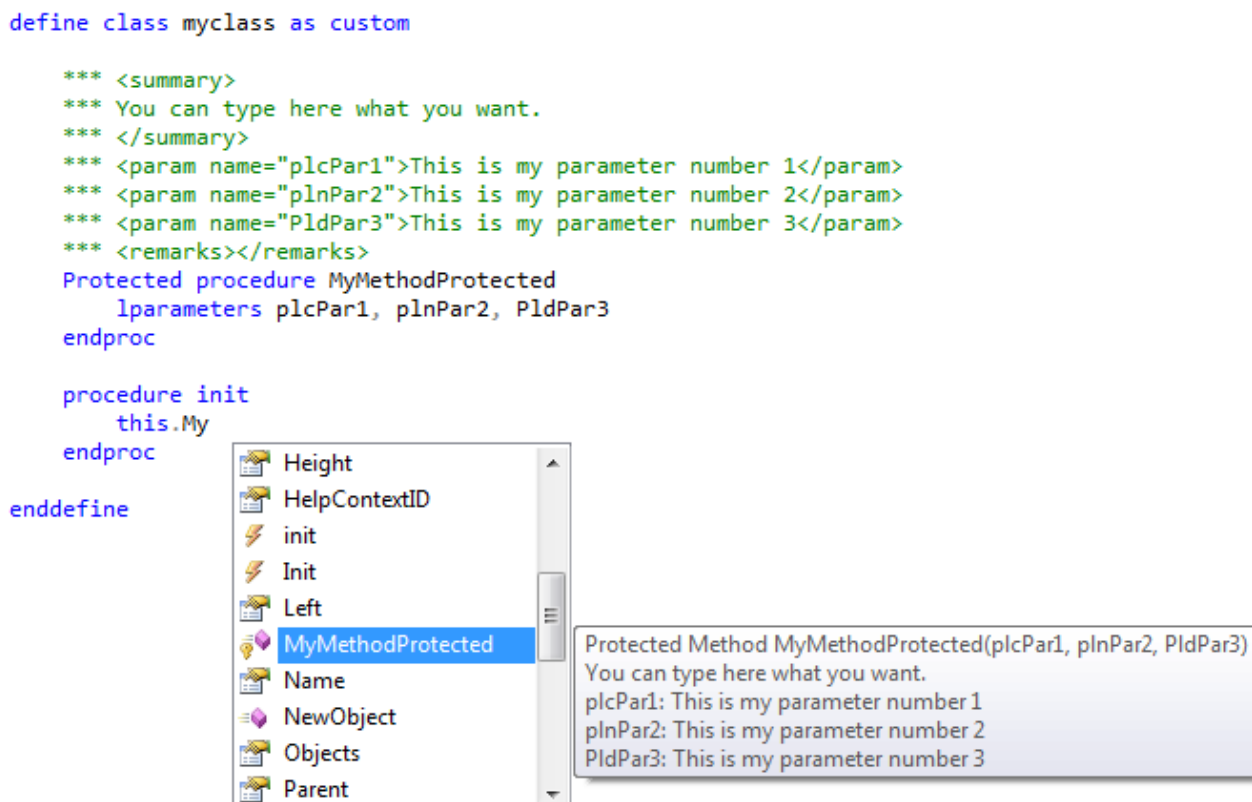 define class myclass as custom
*** <summary>
*** You can type here what you want.
*** </summary>
*** <param name="plcPar1">This is my parameter number 1</param>
*** <param name="plnPar2">This is my parameter number 2</param>
*** <param name="PldPar3">This is my parameter number 3</param>
*** <remarks></remarks>
Protected procedure MyMethodProtected
lparameters plcPar1, plnPar2, PldPar3
endproc
procedure init
this.My
endproc
enddefine
Height
HelpContextID
init
Init
Left
MyMethodProtected
Name
NewObject
Objects
Parent
Protected Method MyMethodProtected(plcPar1, plnPar2, PldPar3)
You can type here what you want.
plcPar1: This is my parameter number 1
plnPar2: This is my parameter number 2
PldPar3: This is my parameter number 3